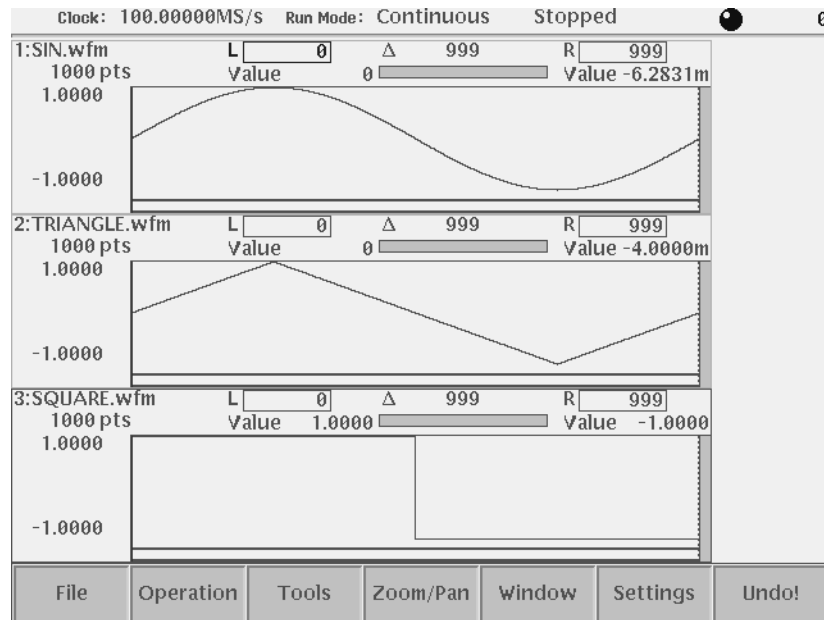 Clock: 100.00000MS/s Run Mode: Continuous Stopped 0
1:SIN.wfm L 0 Δ 999 R 999
1000 pts Value 0 Value -6.2831m
1.0000
-1.0000
2:TRIANGLE.wfm L 0 Δ 999 R 999
1000 pts Value 0 Value -4.0000m
1.0000
-1.0000
3:SQUARE.wfm L 0 Δ 999 R 999
1000 pts Value 1.0000 Value -1.0000
1.0000
-1.0000
File Operation Tools Zoom/Pan Window Settings Undo!